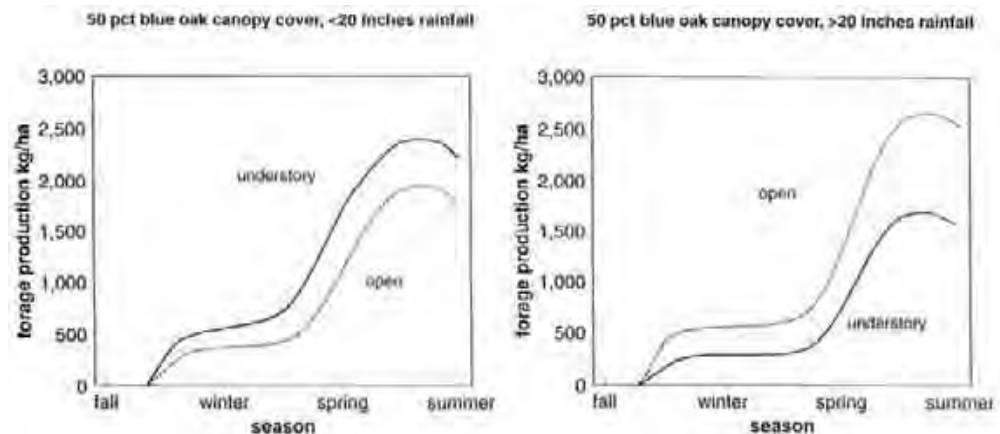 50 pct blue oak canopy cover, <20 inches rainfall
3,000
2,500
2,000
1,500
1,000
500
0
forage production kg/ha
understory
open
fall
winter
spring
summer
season
50 pct blue oak canopy cover, >20 inches rainfall
3,000
2,500
2,000
1,500
1,000
500
0
forage production kg/ha
open
understory
fall
winter
spring
summer
season